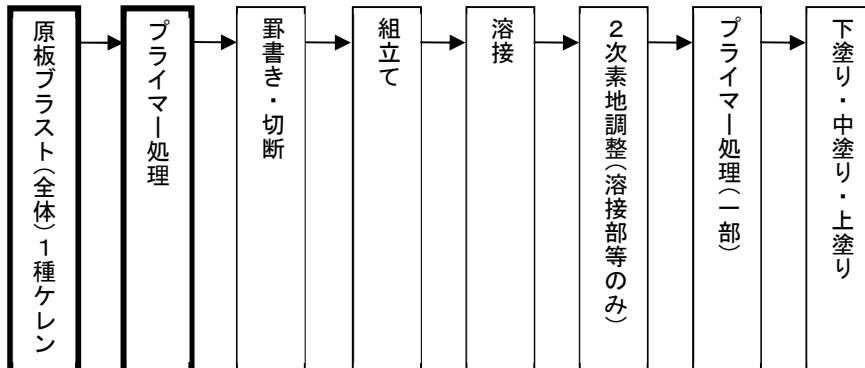 原板ブラスト(全体)1種ケレン
プライマー処理
罫書き・切断
組立て
溶接
2次素地調整(溶接部等のみ)
プライマー処理(一部)
下塗り・中塗り・上塗り